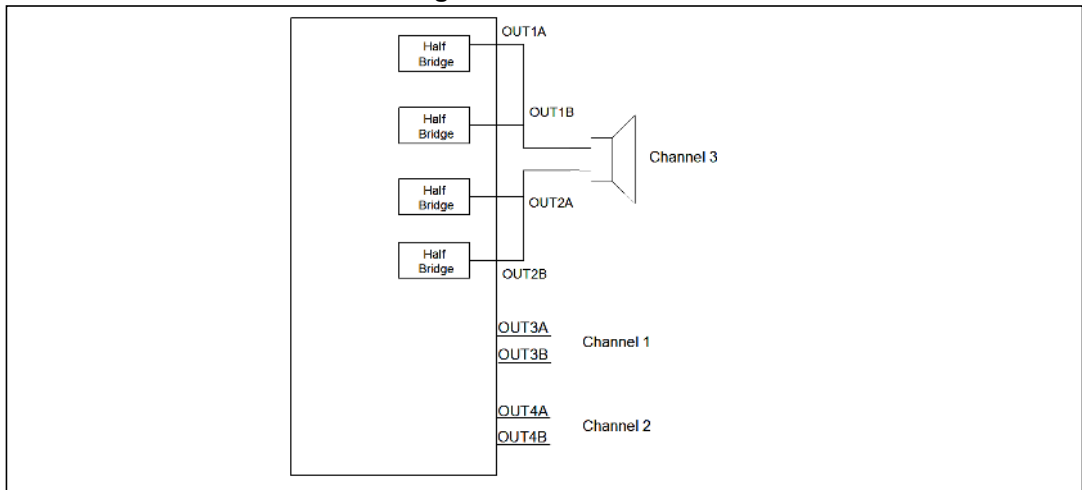 OUT1A
Half
Bridge
OUT1B
Half
Bridge
Channel 3
Half
Bridge
OUT2A
Half
Bridge
OUT2B
OUT3A
Channel 1
OUT3B
OUT4A
Channel 2
OUT4B